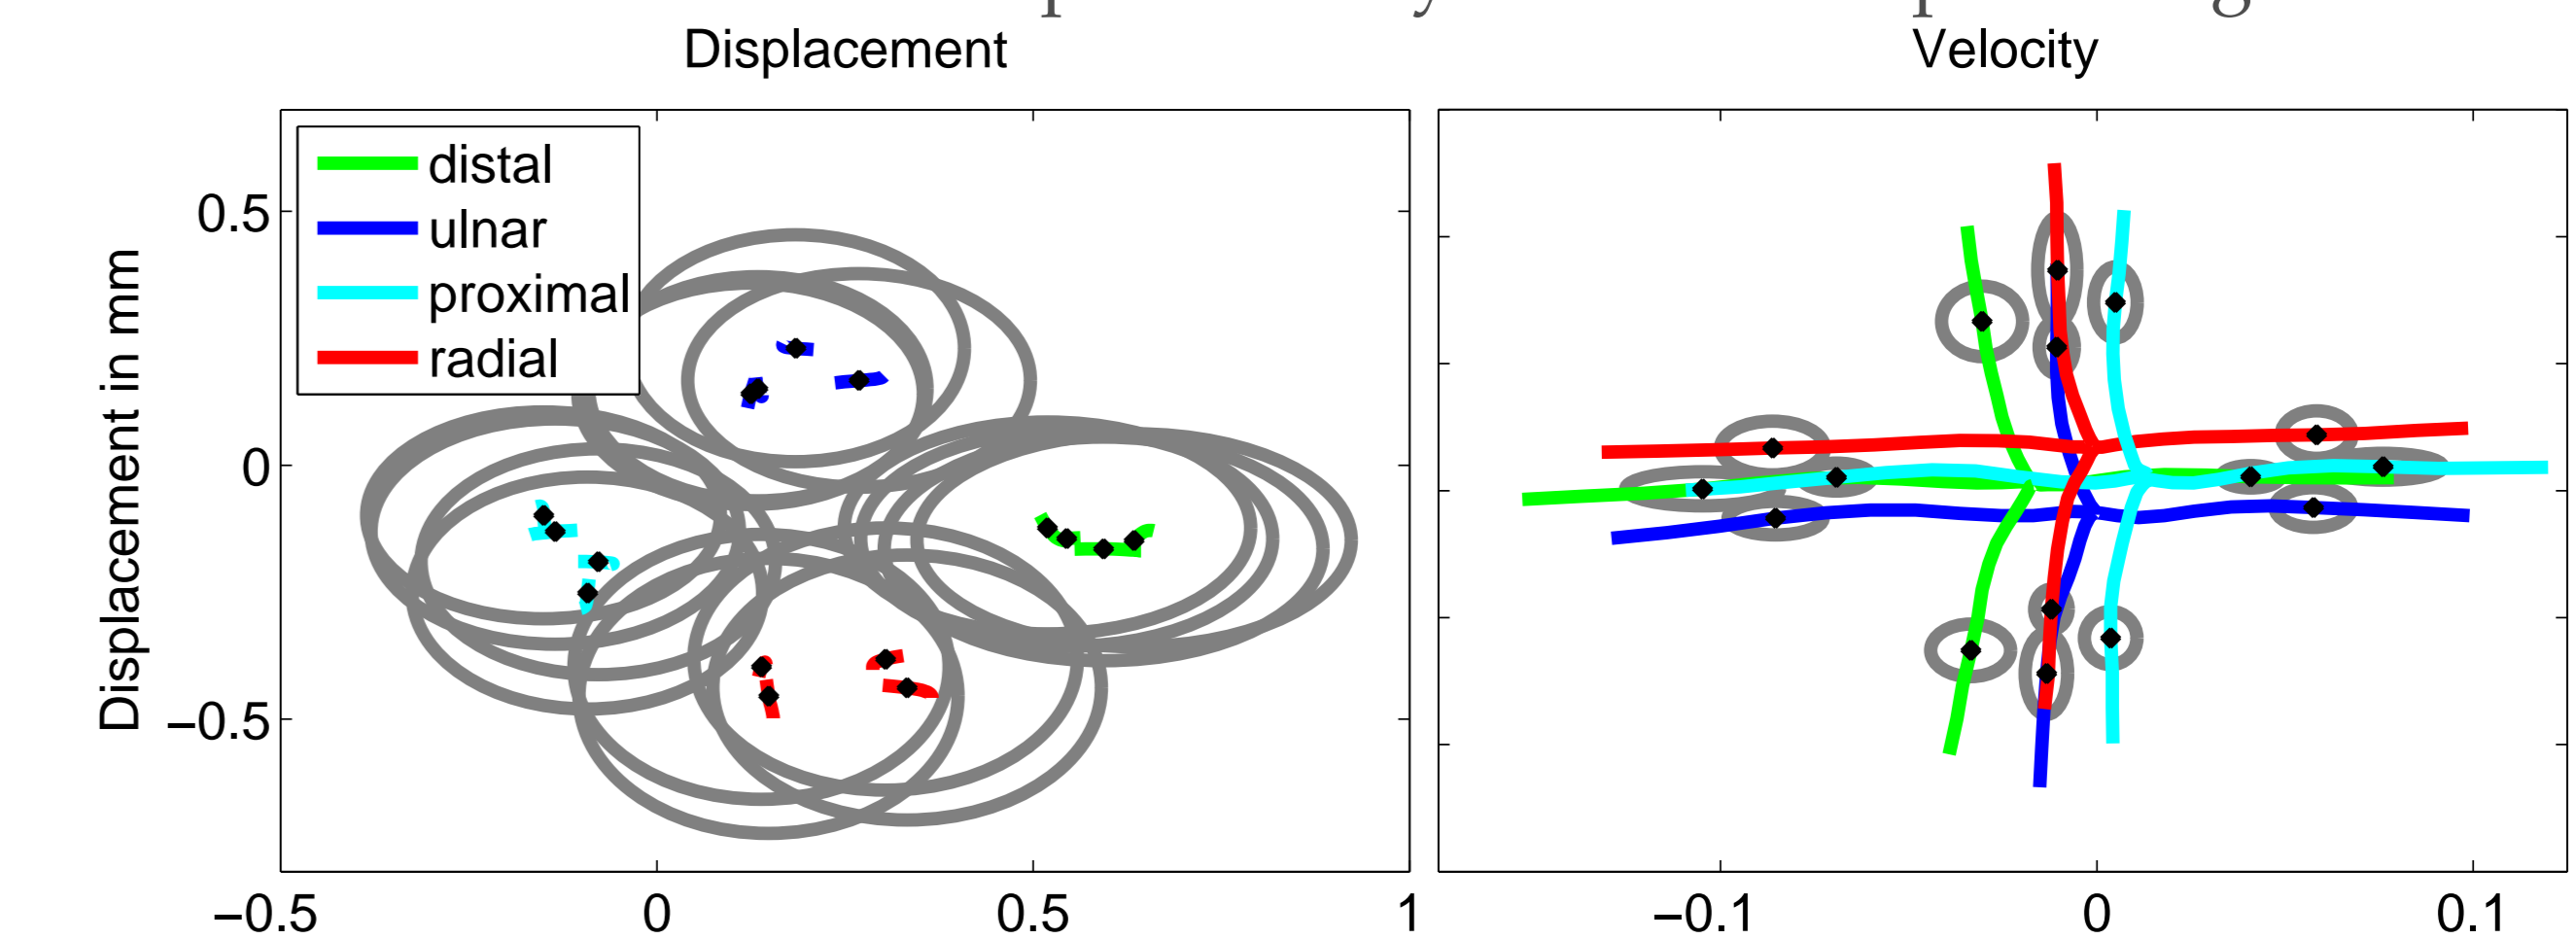 Displacement
Velocity
distal
ulnar
proximal
radial
Displacement in mm
0.5
0
−0.5
−0.5
0
0.5
1
−0.1
0
0.1